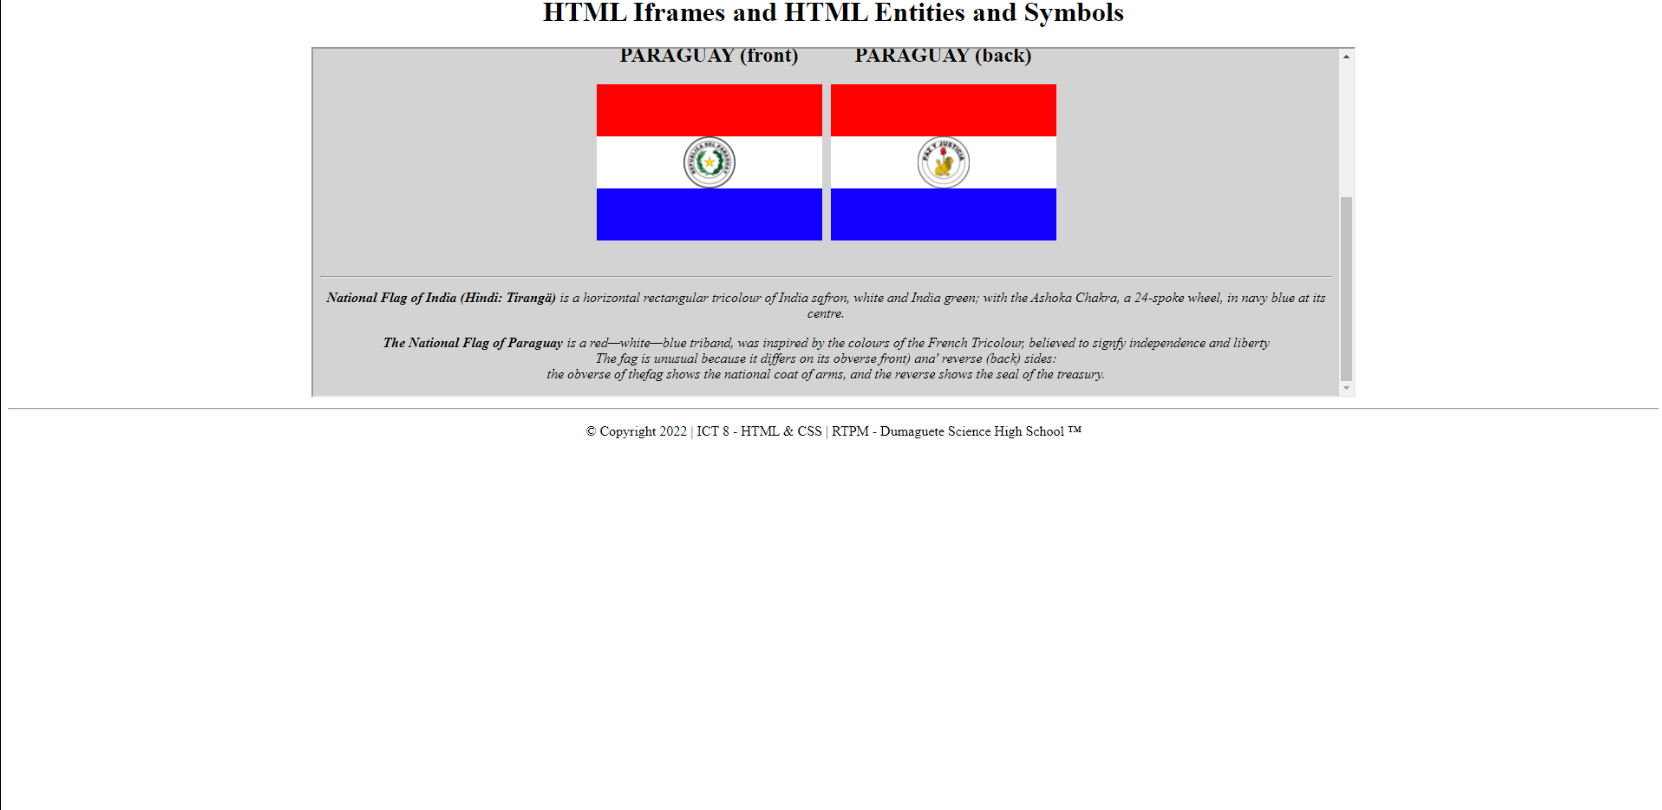 HTML Iframes and HTML Entities and Symbols
PARAGUAY (front) PARAGUAY (back)
REPUBLICA DEL PARAGUAY PAZ Y JUSTICIA
National Flag of India (Hindi: Tirangä) is a horizontal rectangular tricolour of India safron, white and India green; with the Ashoka Chakra, a 24-spoke wheel, in navy blue at its
centre.
The National Flag of Paraguay is a red—white—blue triband, was inspired by the colours of the French Tricolour, believed to signfy independence and liberty
The fag is unusual because it differs on its obverse front) ana' reverse (back) sides:
the obverse of thefag shows the national coat of arms, and the reverse shows the seal of the treasury.
© Copyright 2022 | ICT 8 - HTML & CSS | RTPM - Dumaguete Science High School ™